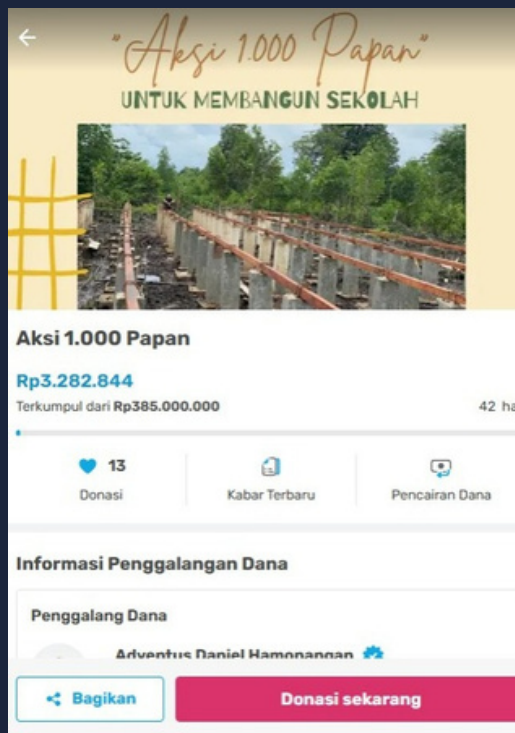 "Aksi 1.000 Papan"
UNTUK MEMBANGUN SEKOLAH
Aksi 1.000 Papan
Rp3.282.844
Terkumpul dari Rp385.000.000 42 ha
13
Donasi Kabar Terbaru Pencairan Dana
Informasi Penggalangan Dana
Penggalang Dana
Adventus Daniel Hamonangan
Bagikan Donasi sekarang